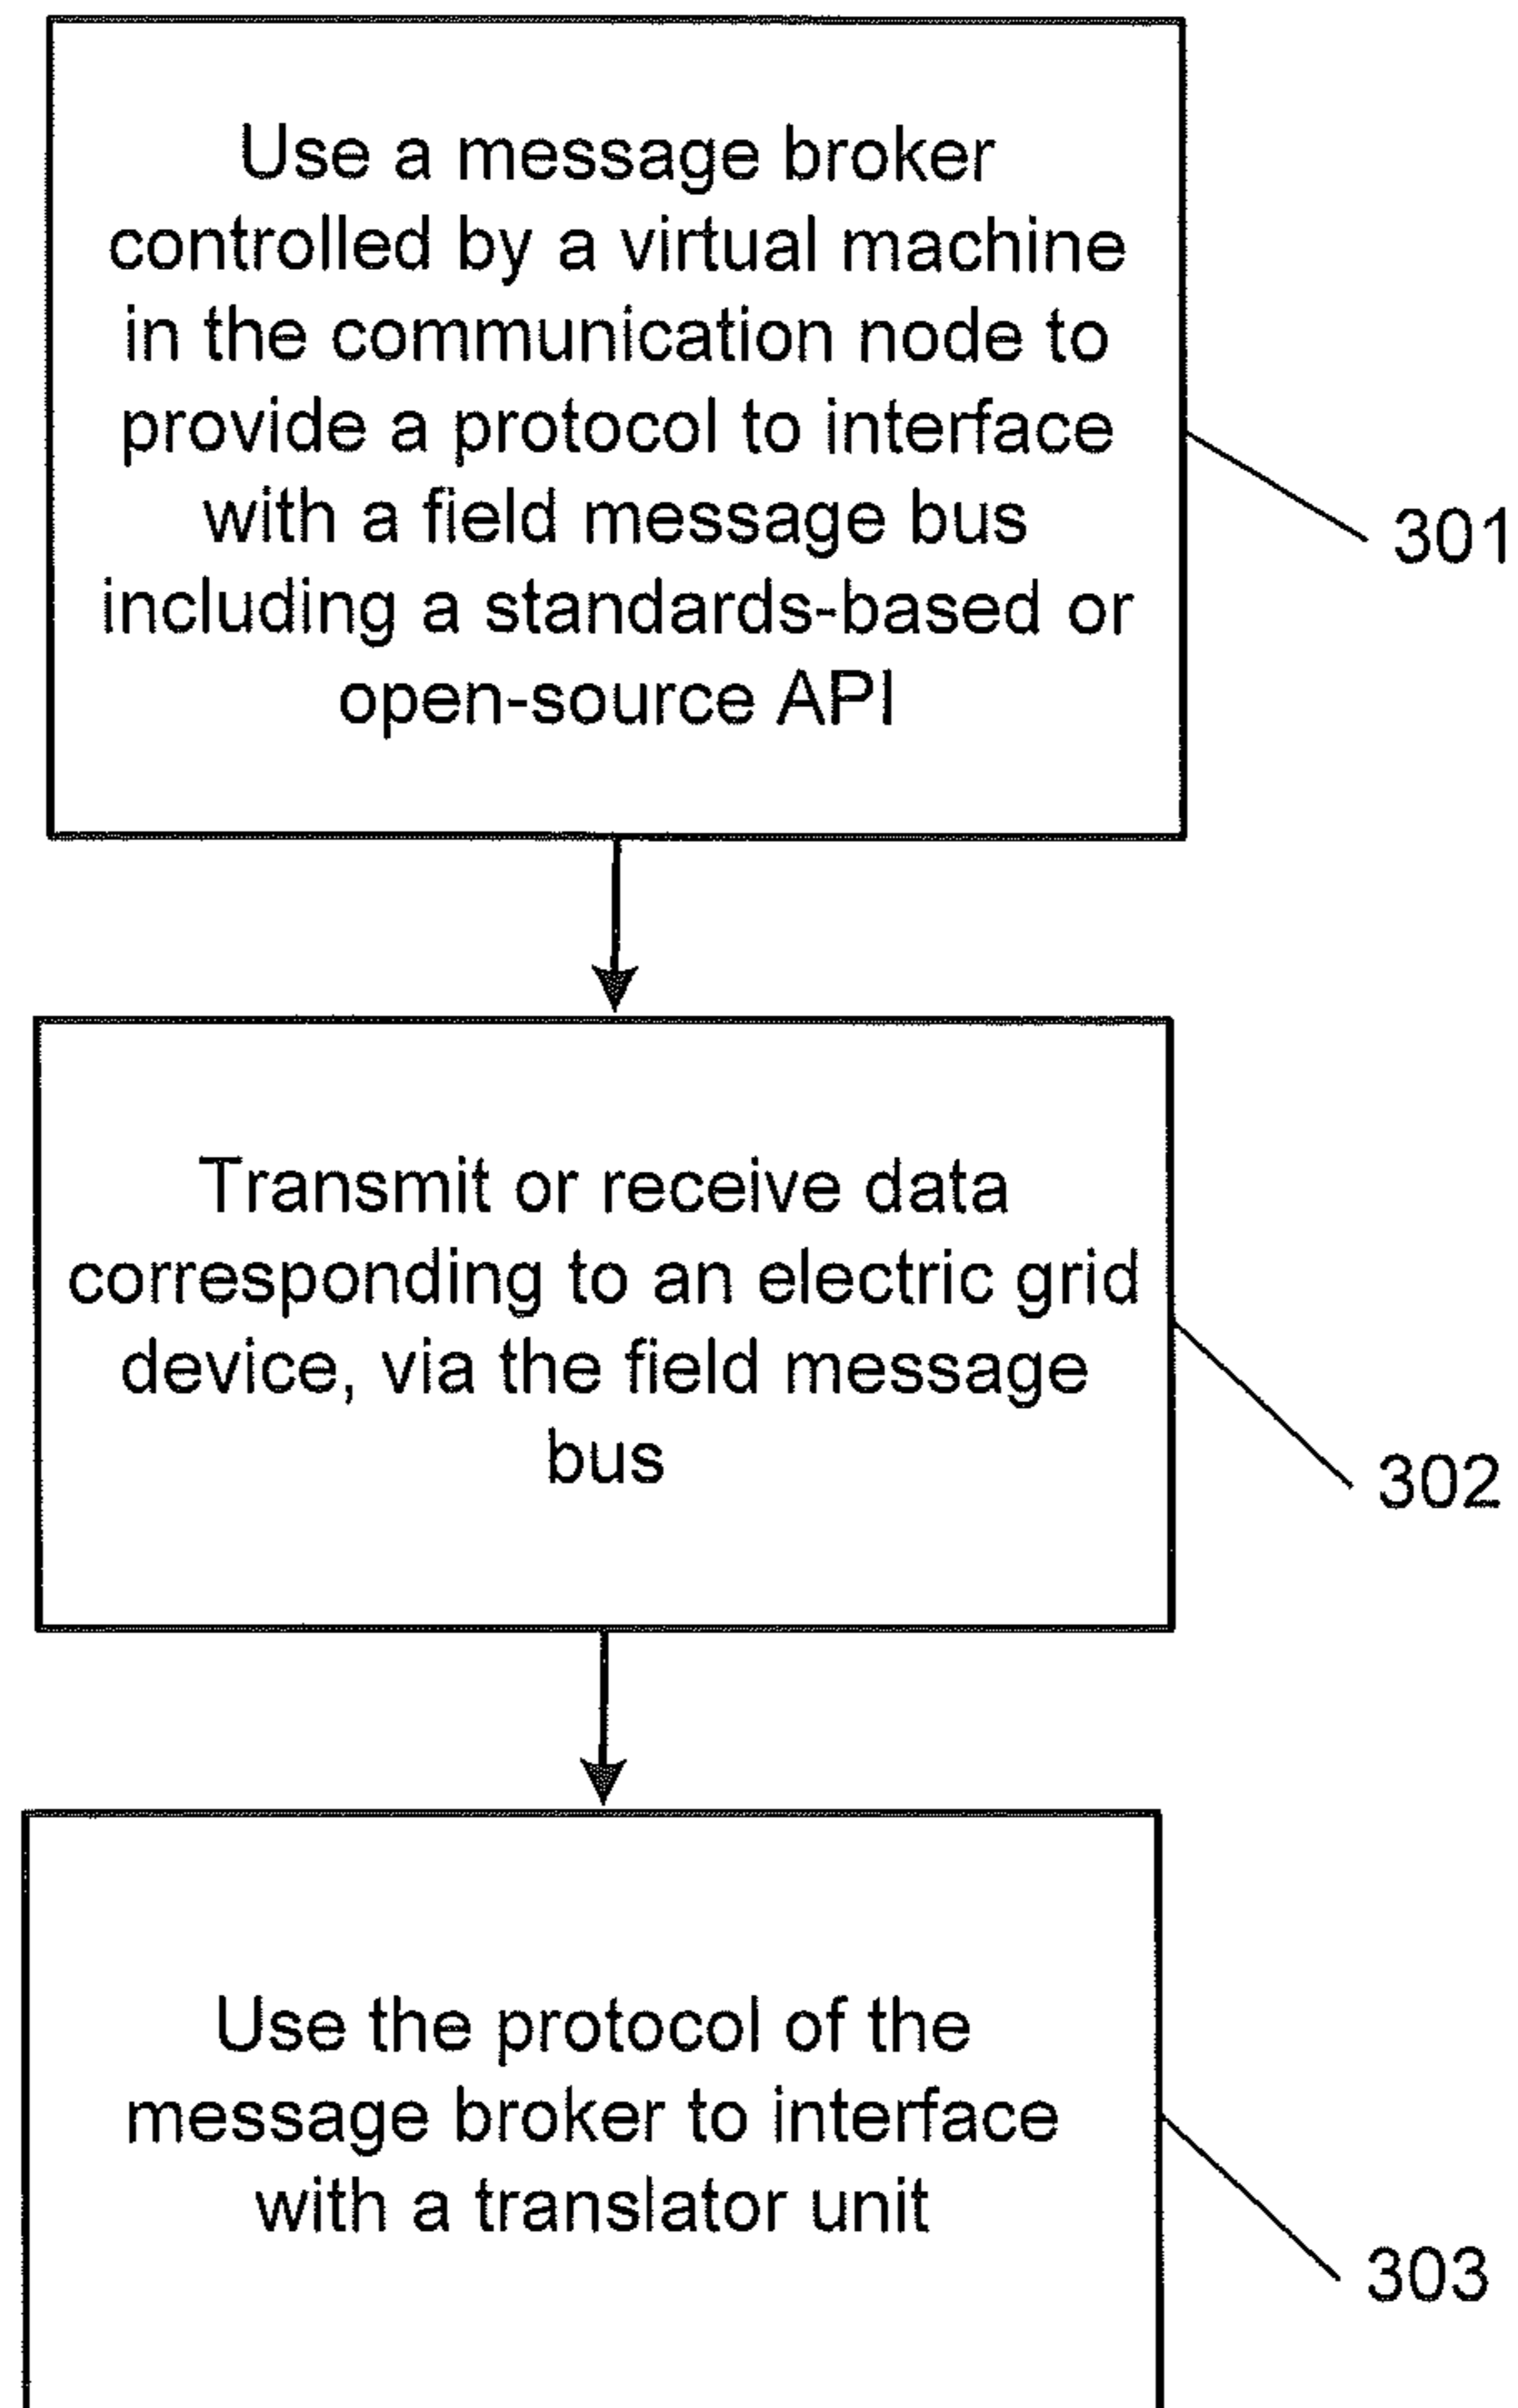 Use a message broker
controlled by a virtual machine
in the communication node to
provide a protocol to interface
with a field message bus
including a standards-based or
open-source API
301
Transmit or receive data
corresponding to an electric grid
device, via the field message
bus
302
Use the protocol of the
message broker to interface
with a translator unit
303